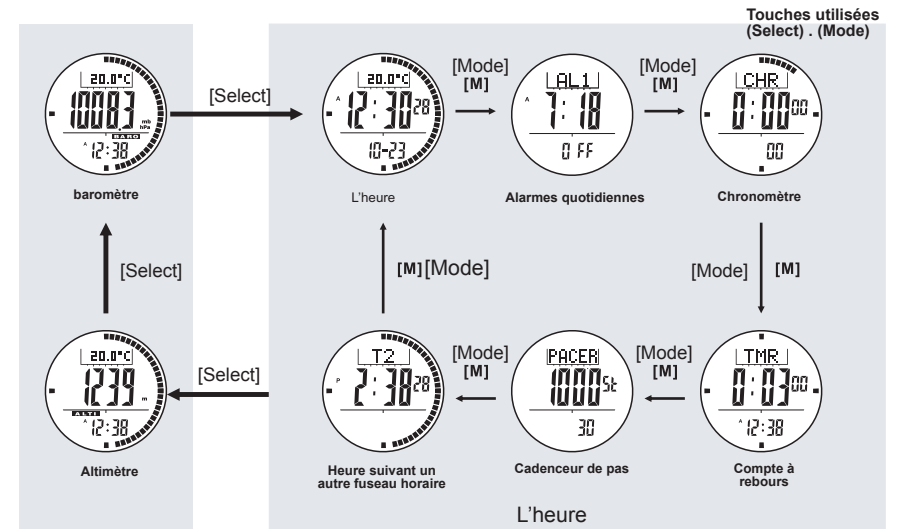 Touches utilisées
(Select) . (Mode)
20.0°C
1008.3 mb hPa
BARO
A 12:38
baromètre
[Select]
20.0°C
A 12:30 28
10-23
L'heure
[Mode]
[M]
AL1
A 7:18
OFF
Alarmes quotidiennes
[Mode]
[M]
CHR
0:00 00
00
Chronomètre
[Select]
[M] [Mode]
[Mode] [M]
20.0°C
1239 m
ALTI
A 12:38
Altimètre
[Select]
T2
P 2:38 28
Heure suivant un
autre fuseau horaire
[Mode]
[M]
PACER
1000 St
30
Cadenceur de pas
[Mode]
[M]
TMR
0:03 00
A 12:38
Compte à
rebours
L'heure